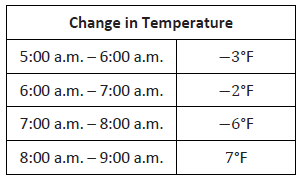 Change in Temperature
5:00 a.m. – 6:00 a.m. −3°F
6:00 a.m. – 7:00 a.m. −2°F
7:00 a.m. – 8:00 a.m. −6°F
8:00 a.m. – 9:00 a.m. 7°F